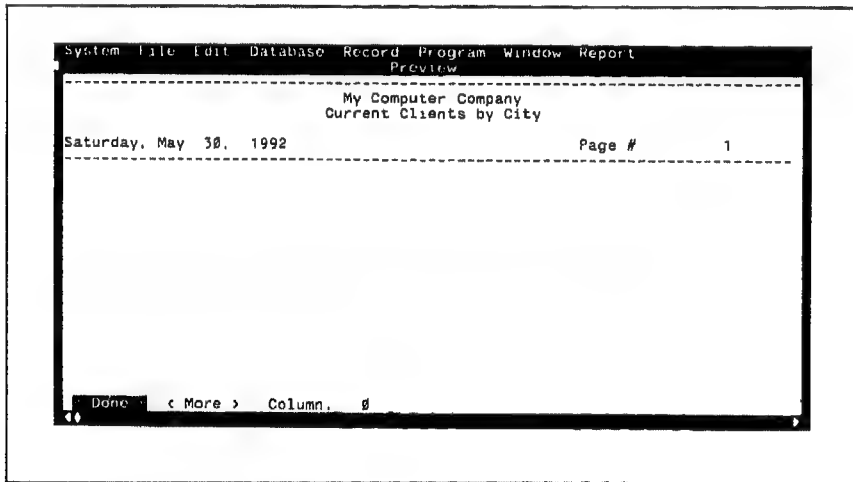 System File Edit Database Record Program Window Report
Preview
My Computer Company
Current Clients by City
Saturday, May 30, 1992 Page # 1
« Done » < More > Column. 0